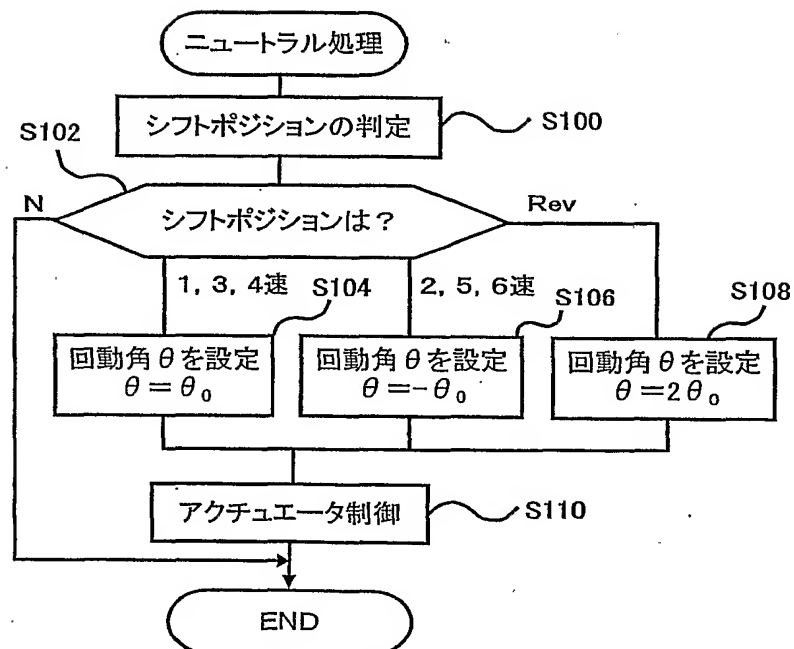 ニュートラル処理
シフトポジションの判定
S100
S102
N
シフトポジションは?
Rev
1, 3, 4速
S104
2, 5, 6速
S106
S108
回動角θを設定
θ=θ₀
回動角θを設定
θ=-θ₀
回動角θを設定
θ=2θ₀
アクチュエータ制御
S110
END